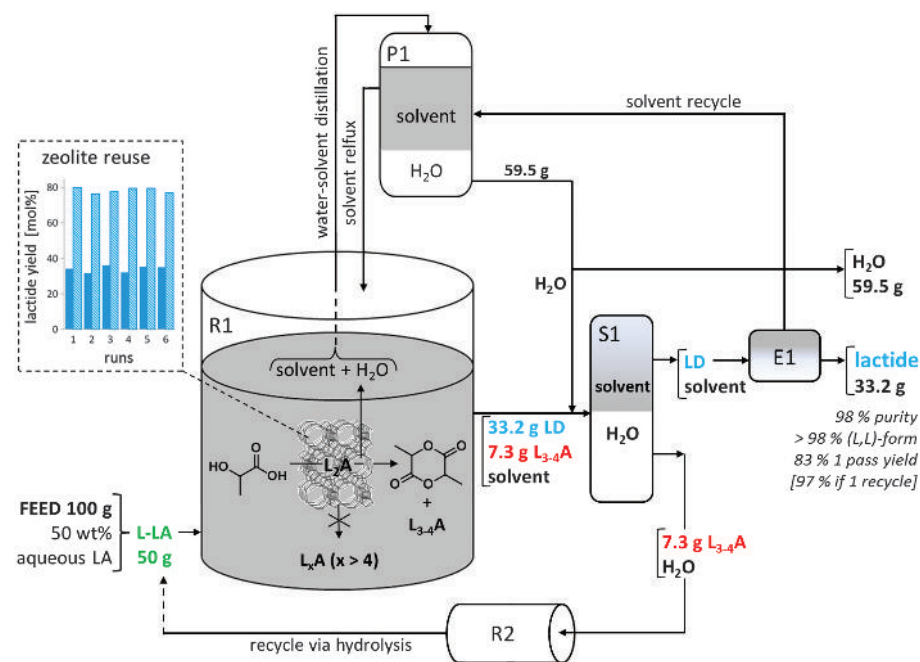 P1
solvent
H₂O
water-solvent distillation
solvent relfux
solvent recycle
59.5 g
H₂O
H₂O
59.5 g
zeolite reuse
lactide yield [mol%]
80
60
40
20
0
1 2 3 4 5 6
runs
R1
solvent + H₂O
HO
O
OH
L₂A
O
O
O
O
+
L₃₋₄A
LₓA (x > 4)
FEED 100 g
50 wt%
aqueous LA
L-LA
50 g
33.2 g LD
7.3 g L₃₋₄A
solvent
S1
solvent
H₂O
LD
solvent
E1
lactide
33.2 g
98 % purity
> 98 % (L,L)-form
83 % 1 pass yield
[97 % if 1 recycle]
7.3 g L₃₋₄A
H₂O
R2
recycle via hydrolysis